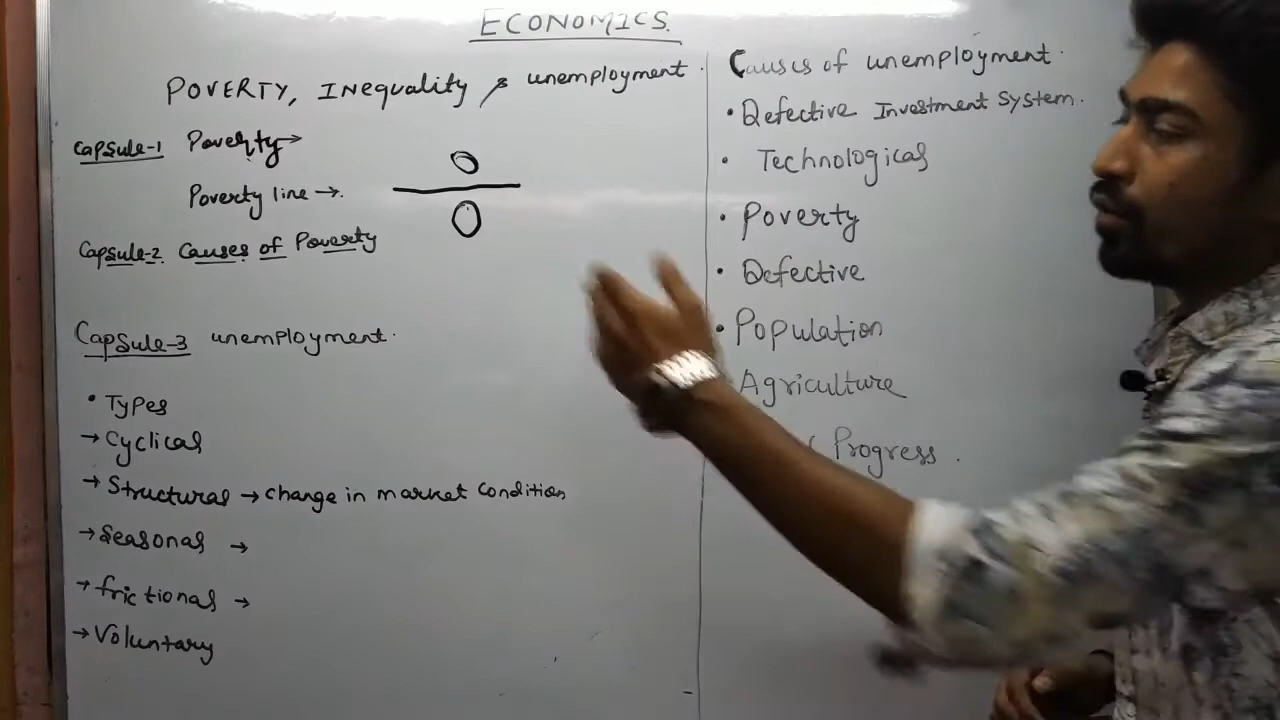 ECONOMICS.
POVERTY, INequality & unemployment.
Capsule-1 Poverty→
Poverty line →.
Capsule-2 Causes of Poverty
Capsule-3 unemployment.
• Types
→ Cyclical
→ Structural → change in market Condition
→ Seasonal →
→ frictional →
→ Voluntary
Causes of unemployment.
• Defective Investment System.
• Technological
• Poverty
• Defective
• Population
Agriculture
Progress.